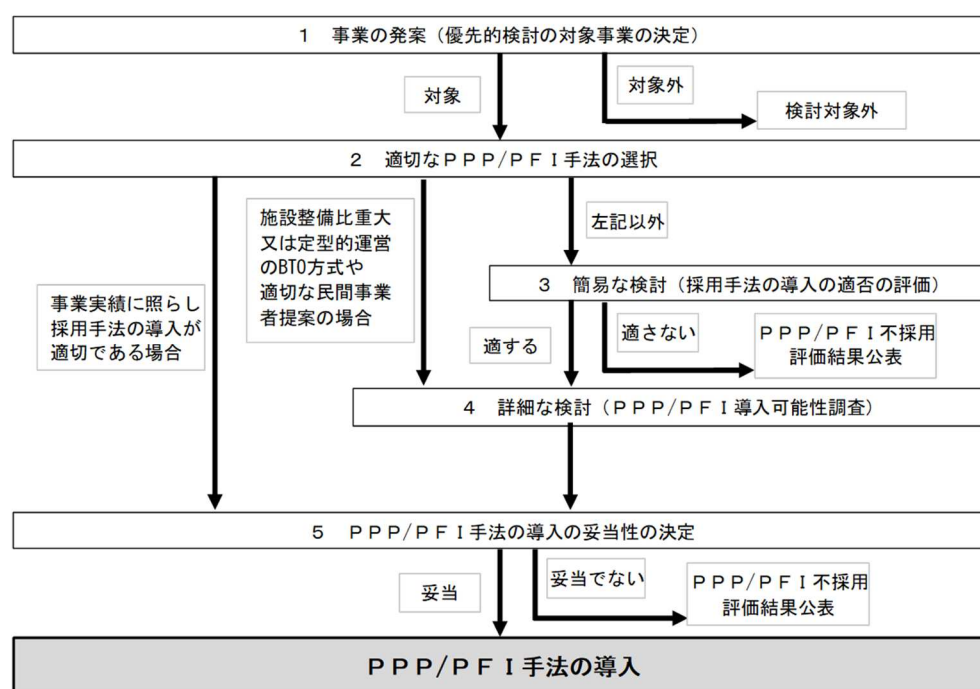 １　事業の発案（優先的検討の対象事業の決定）
対象
対象外
検討対象外
２　適切なＰＰＰ/ＰＦＩ手法の選択
事業実績に照らし
採用手法の導入が
適切である場合
施設整備比重大
又は定型的運営
のBTO方式や
適切な民間事業
者提案の場合
左記以外
３　簡易な検討（採用手法の導入の適否の評価）
適する
適さない
ＰＰＰ/ＰＦＩ不採用
評価結果公表
４　詳細な検討（ＰＰＰ/ＰＦＩ導入可能性調査）
５　ＰＰＰ/ＰＦＩ手法の導入の妥当性の決定
妥当
妥当でない
ＰＰＰ/ＰＦＩ不採用
評価結果公表
ＰＰＰ/ＰＦＩ手法の導入